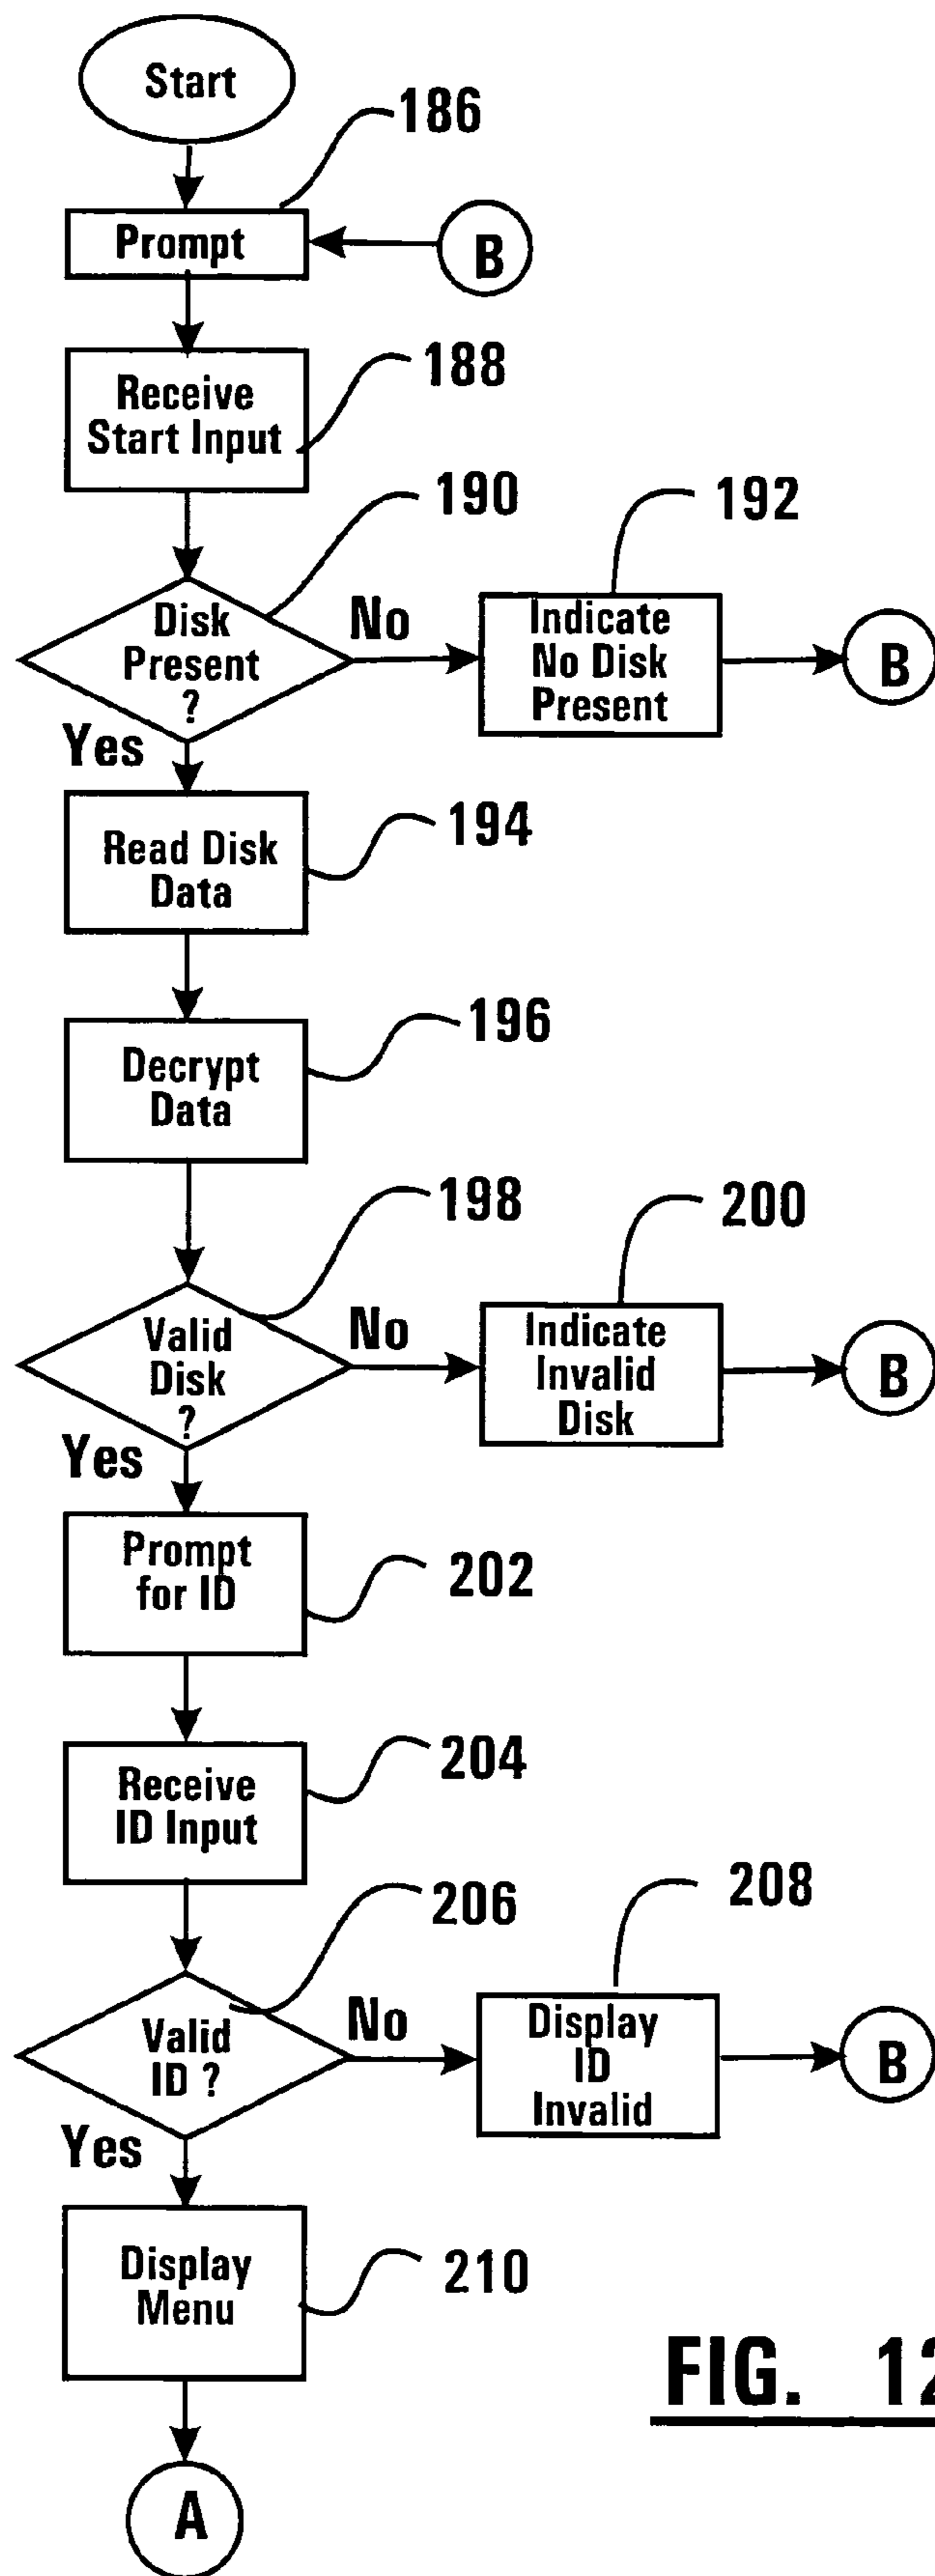 Start
186
Prompt
B
Receive
Start Input
188
190
Disk
Present
?
No
192
Indicate
No Disk
Present
B
Yes
Read Disk
Data
194
Decrypt
Data
196
198
Valid
Disk
?
No
200
Indicate
Invalid
Disk
B
Yes
Prompt
for ID
202
Receive
ID Input
204
206
Valid
ID ?
No
208
Display
ID
Invalid
B
Yes
Display
Menu
210
FIG. 12
A